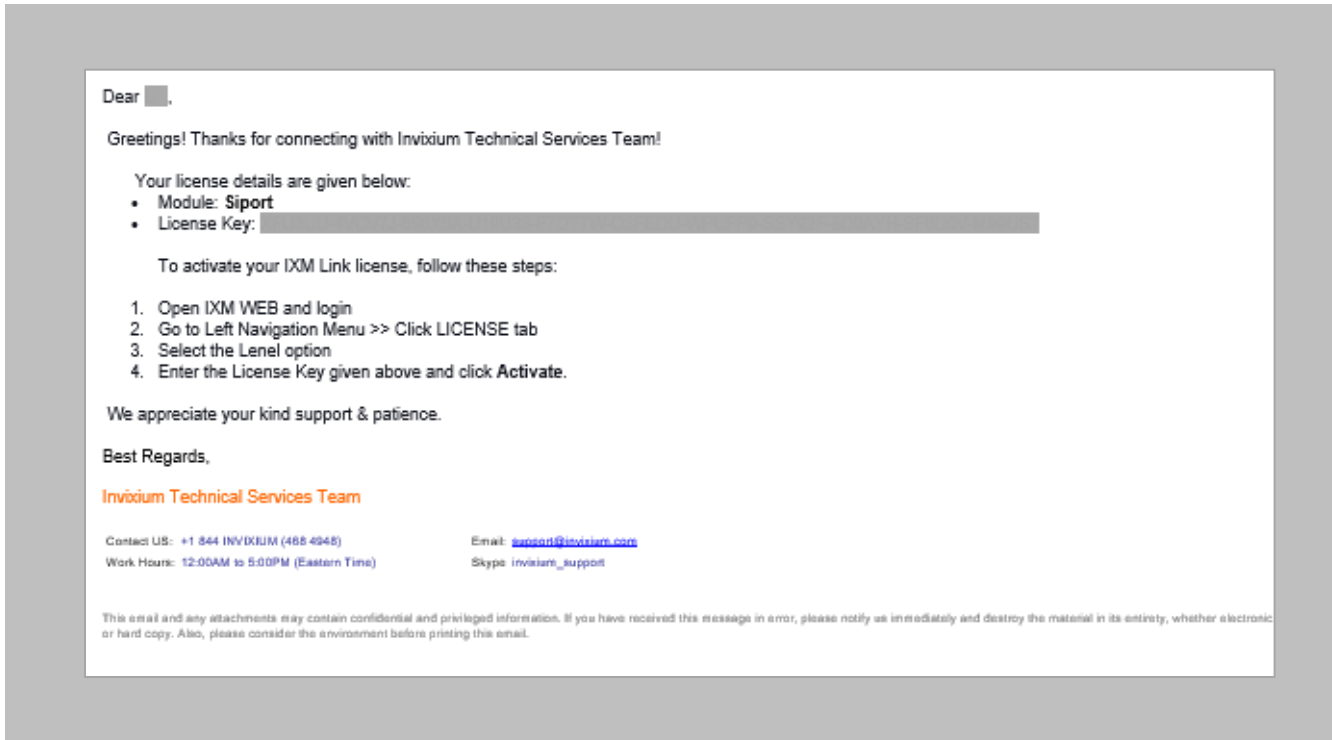 Dear ,
Greetings! Thanks for connecting with Invixium Technical Services Team!
Your license details are given below:
• Module: Siport
• License Key:
To activate your IXM Link license, follow these steps:
1. Open IXM WEB and login
2. Go to Left Navigation Menu >> Click LICENSE tab
3. Select the Lenel option
4. Enter the License Key given above and click Activate.
We appreciate your kind support & patience.
Best Regards,
Invixium Technical Services Team
Contact US: +1 844 INVIXIUM (468 4948) Email: support@invixium.com
Work Hours: 12:00AM to 5:00PM (Eastern Time) Skype: invixium_support
This email and any attachments may contain confidential and privileged information. If you have received this message in error, please notify us immediately and destroy the material in its entirety, whether electronic
or hard copy. Also, please consider the environment before printing this email.